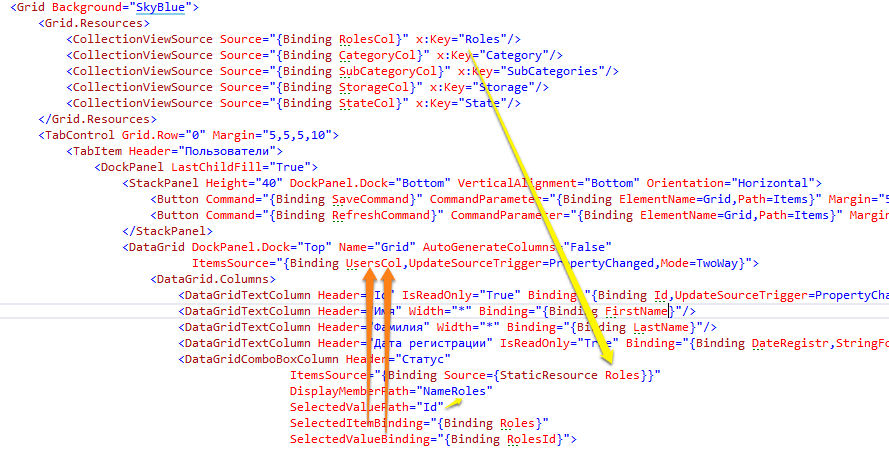 <Grid Background="SkyBlue">
<Grid.Resources>
<CollectionViewSource Source="{Binding RolesCol}" x:Key="Roles"/>
<CollectionViewSource Source="{Binding CategoryCol}" x:Key="Category"/>
<CollectionViewSource Source="{Binding SubCategoryCol}" x:Key="SubCategories"/>
<CollectionViewSource Source="{Binding StorageCol}" x:Key="Storage"/>
<CollectionViewSource Source="{Binding StateCol}" x:Key="State"/>
</Grid.Resources>
<TabControl Grid.Row="0" Margin="5,5,5,10">
<TabItem Header="Пользователи">
<DockPanel LastChildFill="True">
<StackPanel Height="40" DockPanel.Dock="Bottom" VerticalAlignment="Bottom" Orientation="Horizontal">
<Button Command="{Binding SaveCommand}" CommandParameter="{Binding ElementName=Grid,Path=Items}" Margin="5
<Button Command="{Binding RefreshCommand}" CommandParameter="{Binding ElementName=Grid,Path=Items}" Margin
</StackPanel>
<DataGrid DockPanel.Dock="Top" Name="Grid" AutoGenerateColumns="False"
ItemsSource="{Binding UsersCol,UpdateSourceTrigger=PropertyChanged,Mode=TwoWay}">
<DataGrid.Columns>
<DataGridTextColumn Header="Id" IsReadOnly="True" Binding="{Binding Id,UpdateSourceTrigger=PropertyCha
<DataGridTextColumn Header="Имя" Width="*" Binding="{Binding FirstName}"/>
<DataGridTextColumn Header="Фамилия" Width="*" Binding="{Binding LastName}"/>
<DataGridTextColumn Header="Дата регистрации" IsReadOnly="True" Binding="{Binding DateRegistr,StringFo
<DataGridComboBoxColumn Header="Статус"
ItemsSource="{Binding Source={StaticResource Roles}}"
DisplayMemberPath="NameRoles"
SelectedValuePath="Id"
SelectedItemBinding="{Binding Roles}"
SelectedValueBinding="{Binding RolesId}">